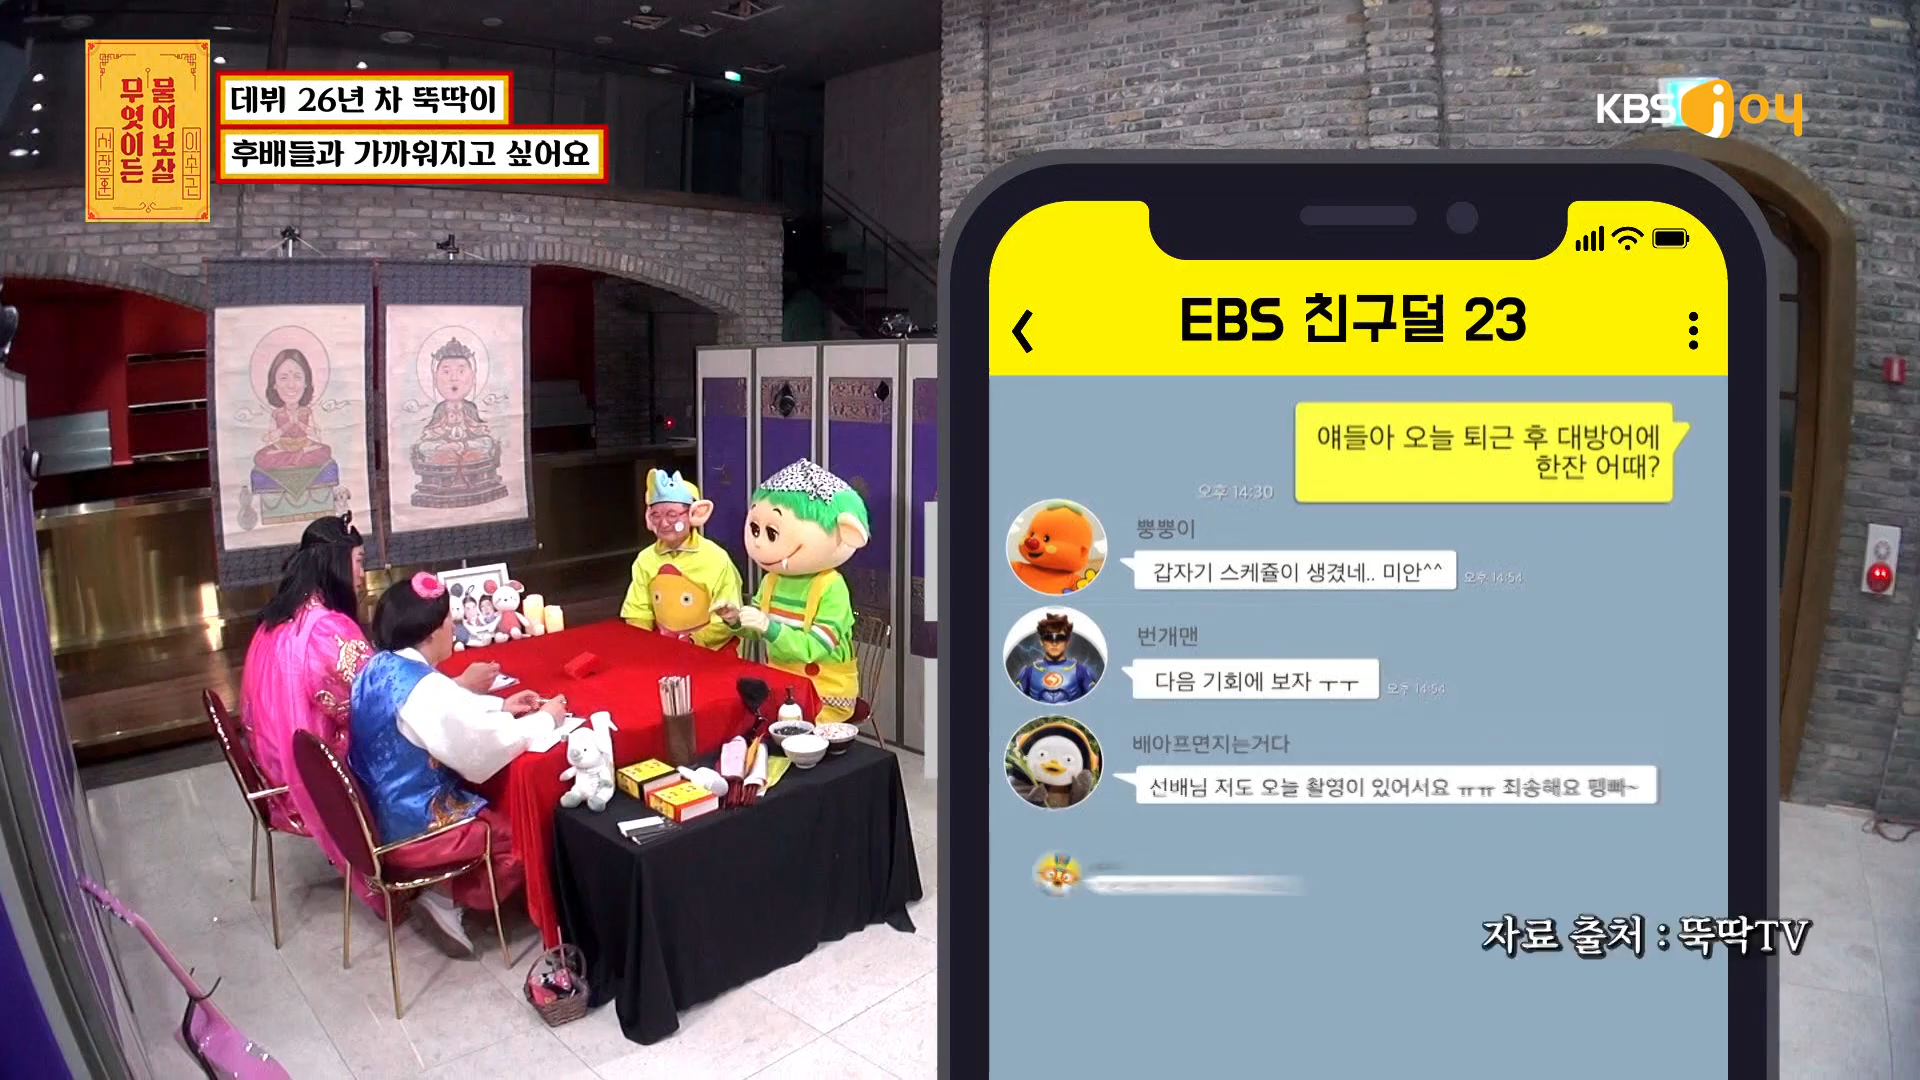 무엇이든
물어보살
서장훈
이수근
데뷔 26년 차 뚝딱이
후배들과 가까워지고 싶어요
KBS joy
EBS 친구덜 23
얘들아 오늘 퇴근 후 대방어에
한잔 어때?
오후 14:30
뿡뿡이
갑자기 스케쥴이 생겼네.. 미안^^
오후 14:54
번개맨
다음 기회에 보자 ㅜㅜ
오후 14:54
배아프면지는거다
선배님 저도 오늘 촬영이 있어서요 ㅠㅠ 죄송해요 펭빠~
자료 출처 : 뚝딱TV